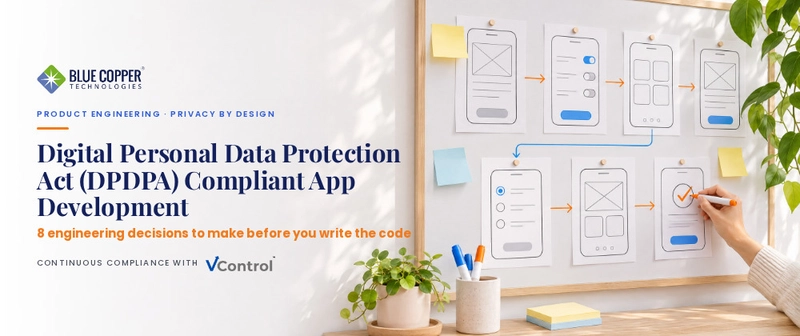 BLUE COPPER
TECHNOLOGIES
PRODUCT ENGINEERING · PRIVACY BY DESIGN
Digital Personal Data Protection
Act (DPDPA) Compliant App
Development
8 engineering decisions to make before you write the code
CONTINUOUS COMPLIANCE WITH VControl